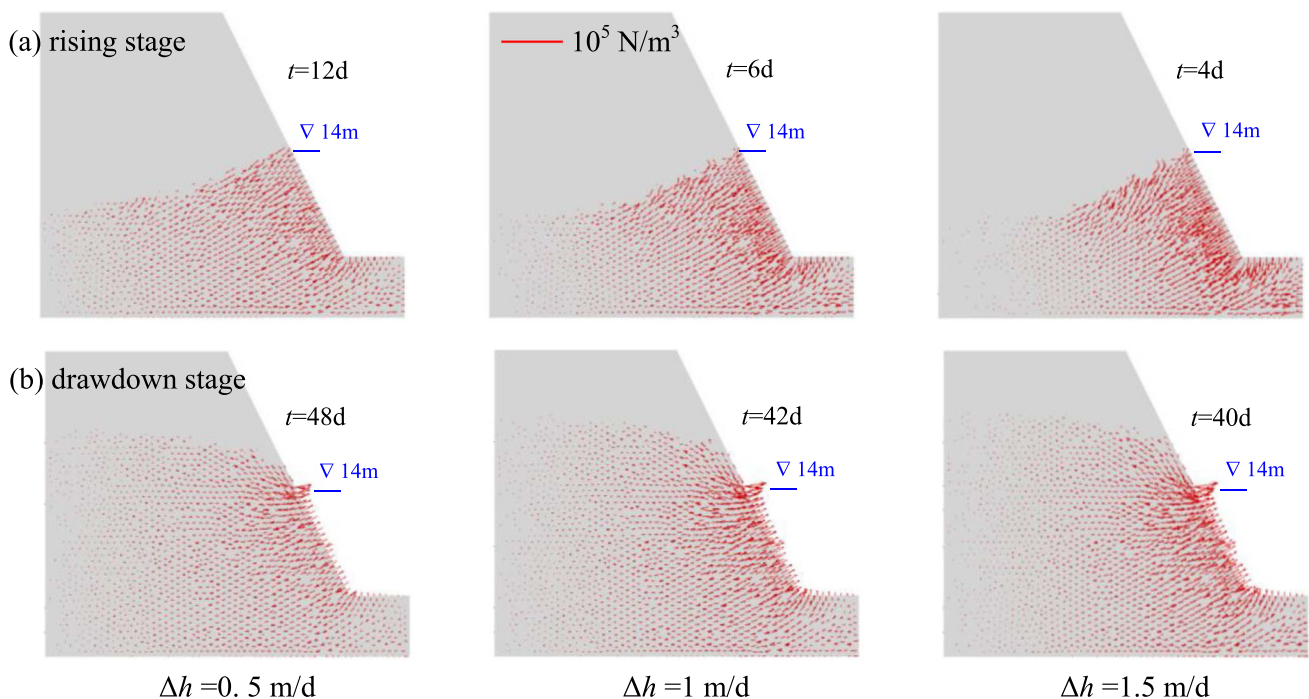 (a) rising stage
10⁵ N/m³
t=12d
t=6d
t=4d
∇ 14m
∇ 14m
∇ 14m
(b) drawdown stage
t=48d
t=42d
t=40d
∇ 14m
∇ 14m
∇ 14m
Δh =0. 5 m/d
Δh =1 m/d
Δh =1.5 m/d